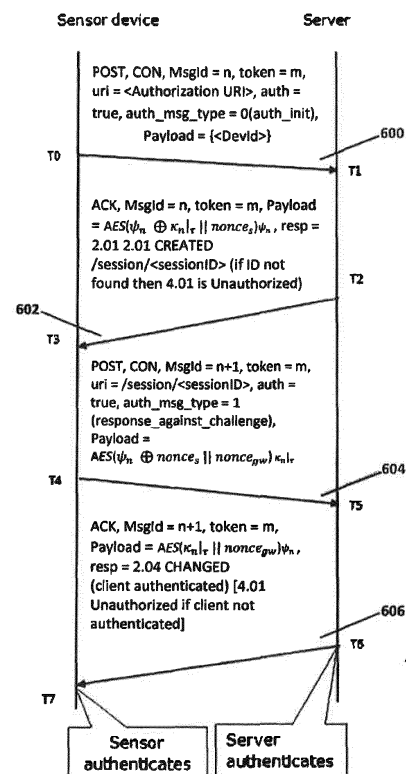 Sensor device Server
POST, CON, MsgId = n, token = m,
uri = <Authorization URI>, auth =
true, auth_msg_type = 0(auth_init),
Payload = {<DevId>}
600
T0
T1
ACK, MsgId = n, token = m, Payload
= AES(ψₙ ⊕ κₙ|τ || nonceₛ)ψₙ , resp =
2.01 2.01 CREATED
/session/<sessionID> (if ID not
found then 4.01 is Unauthorized)
T2
602
T3
POST, CON, MsgId = n+1, token = m,
uri = /session/<sessionID>, auth =
true, auth_msg_type = 1
(response_against_challenge),
Payload =
AES(ψₙ ⊕ nonceₛ || nonce_gw) κₙ|τ
604
T4
T5
ACK, MsgId = n+1, token = m,
Payload = AES(κₙ|τ || nonce_gw)ψₙ ,
resp = 2.04 CHANGED
(client authenticated) [4.01
Unauthorized if client not
authenticated]
606
T6
T7
Sensor
authenticates
Server
authenticates